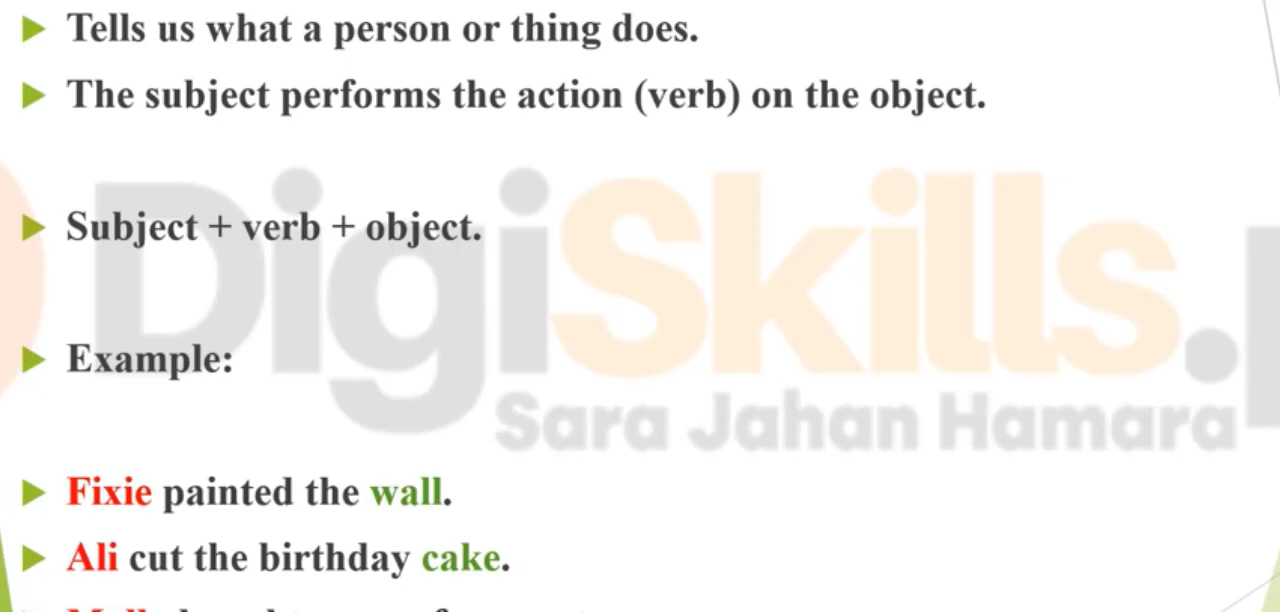 Tells us what a person or thing does.
The subject performs the action (verb) on the object.
Subject + verb + object.
DigiSkills.
Sara Jahan Hamara
Example:
Fixie painted the wall.
Ali cut the birthday cake.